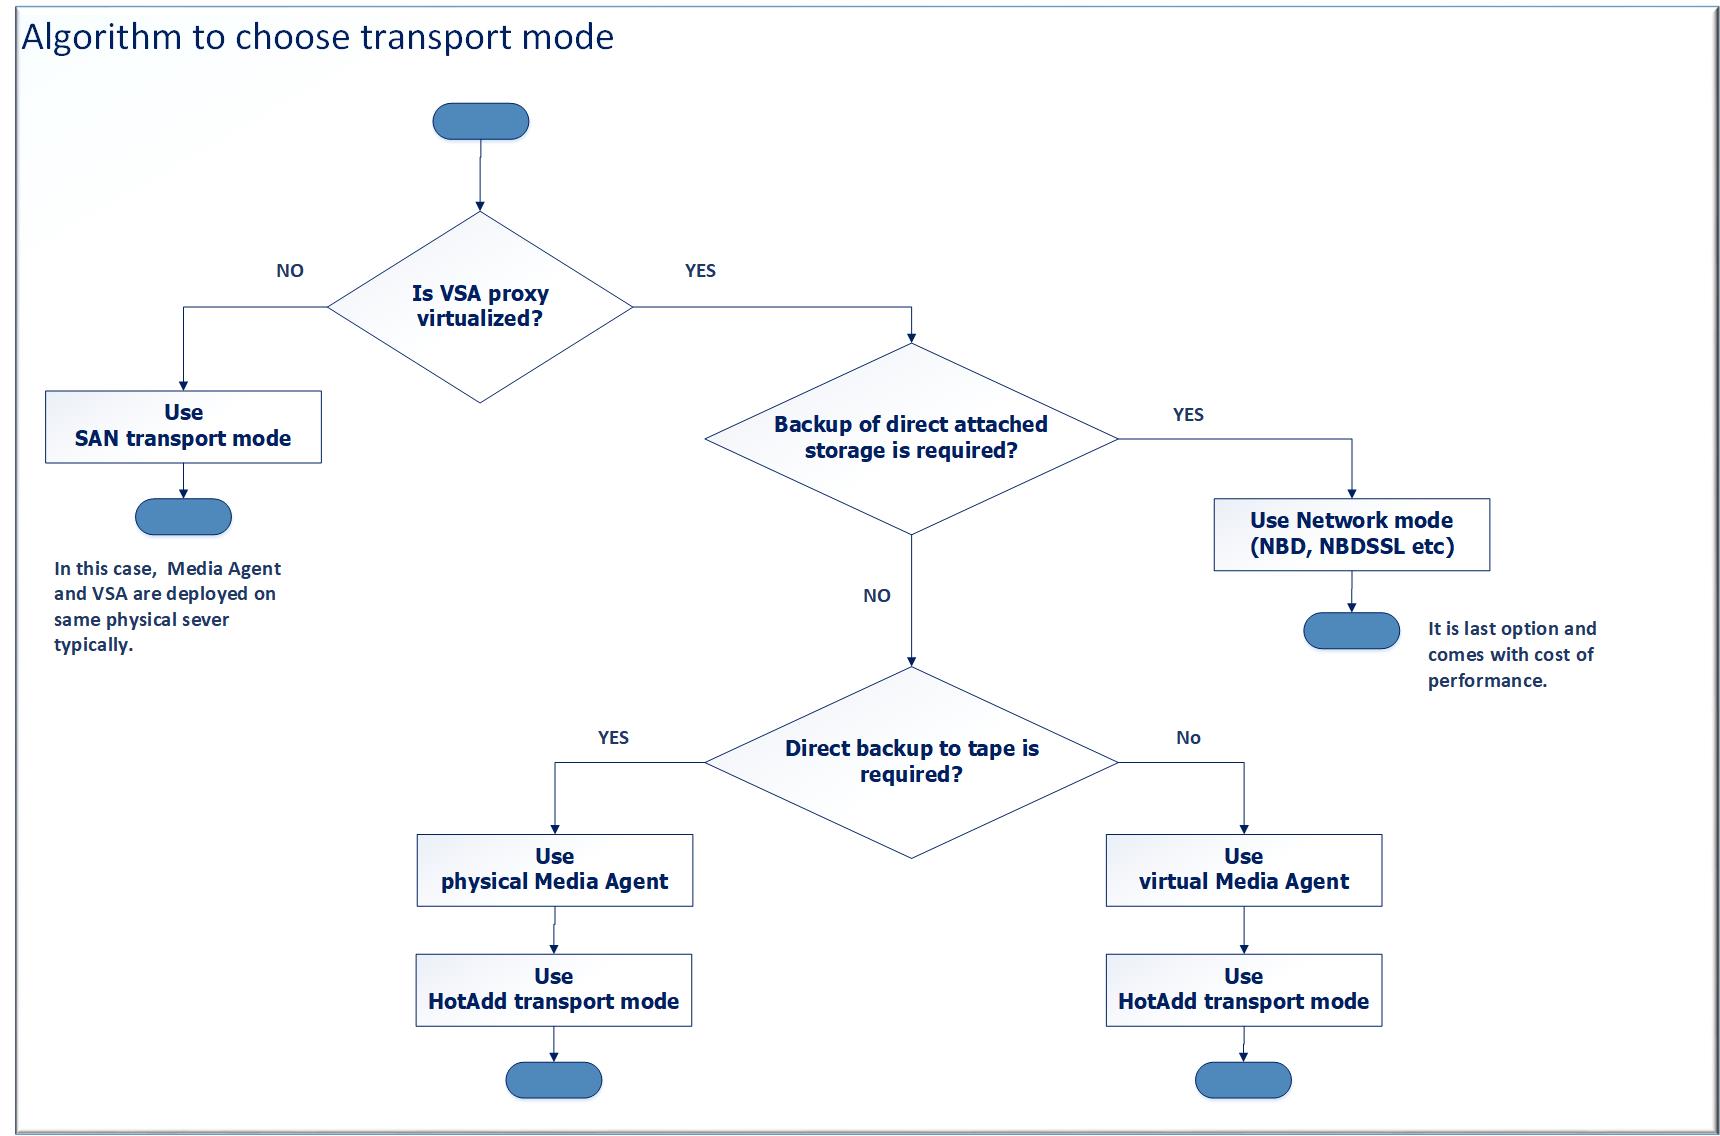 Algorithm to choose transport mode
NO
YES
Is VSA proxy
virtualized?
Use
SAN transport mode
Backup of direct attached
storage is required?
YES
Use Network mode
(NBD, NBDSSL etc)
In this case, Media Agent
and VSA are deployed on
same physical sever
typically.
NO
It is last option and
comes with cost of
performance.
YES
No
Direct backup to tape is
required?
Use
physical Media Agent
Use
virtual Media Agent
Use
HotAdd transport mode
Use
HotAdd transport mode